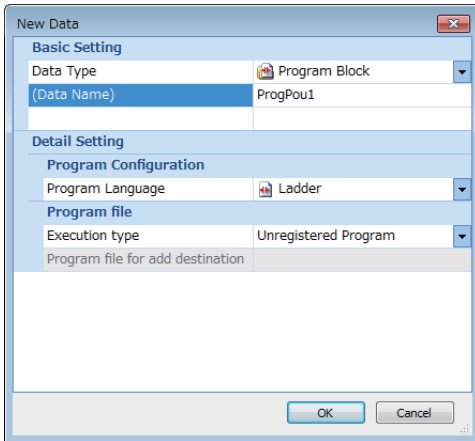 New Data
Basic Setting
Data Type Program Block
(Data Name) ProgPou1
Detail Setting
Program Configuration
Program Language Ladder
Program file
Execution type Unregistered Program
Program file for add destination
OK Cancel